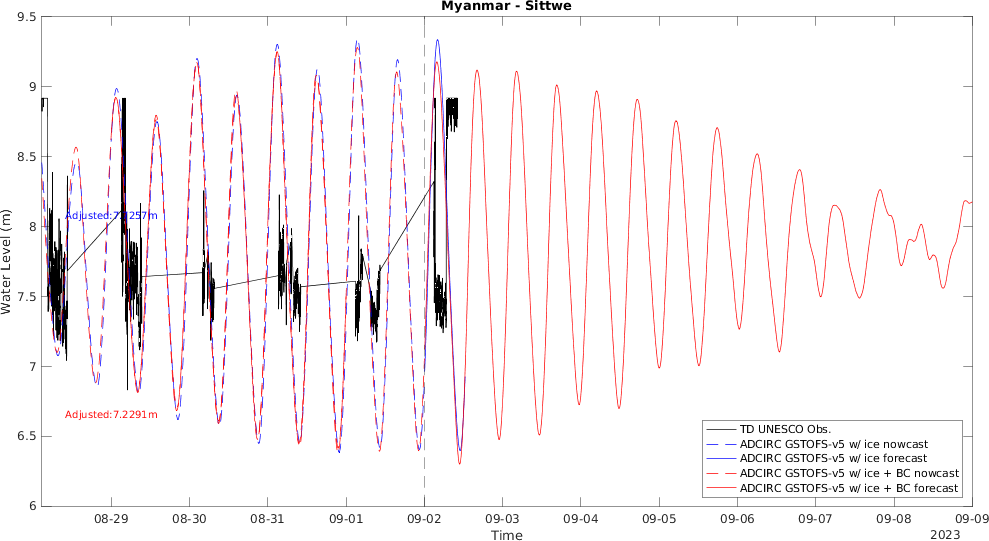 Myanmar - Sittwe
9.5
9
8.5
8
7.5
7
6.5
6
Water Level (m)
Adjusted:7.2257m
Adjusted:7.2291m
TD UNESCO Obs.
ADCIRC GSTOFS-v5 w/ ice nowcast
ADCIRC GSTOFS-v5 w/ ice forecast
ADCIRC GSTOFS-v5 w/ ice + BC nowcast
ADCIRC GSTOFS-v5 w/ ice + BC forecast
08-29 08-30 08-31 09-01 09-02 09-03 09-04 09-05 09-06 09-07 09-08 09-09
Time
2023